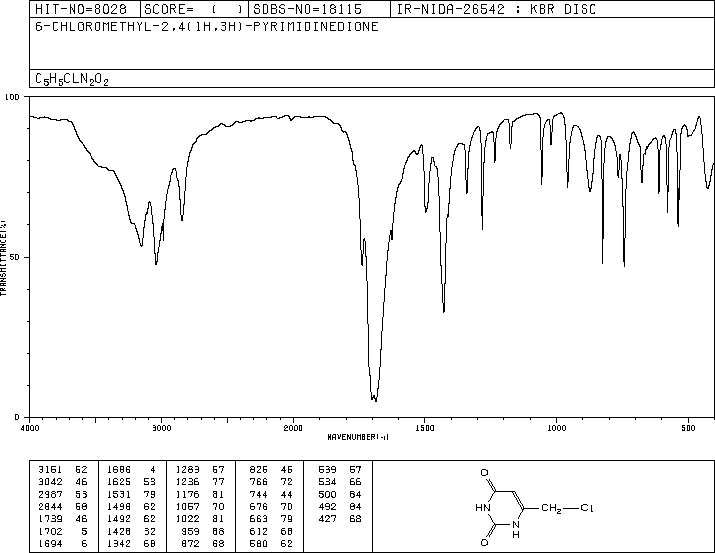 HIT-NO=8028 SCORE= ( ) SDBS-NO=18115 IR-NIDA-26542 : KBR DISC
6-CHLOROMETHYL-2,4(1H,3H)-PYRIMIDINEDIONE
C5H5CLN2O2
100
50
0
TRANSMITTANCE(%)
4000 3000 2000 1500 1000 500
WAVENUMBER(-1)
3151 52 1686 4 1283 57 826 46 539 57
3042 46 1625 53 1236 77 766 72 534 66
2987 53 1531 79 1176 81 744 44 500 84
2844 60 1498 62 1057 70 676 70 492 84
1739 46 1492 62 1022 81 663 79 427 68
1702 5 1428 32 959 68 612 68
1694 5 1342 68 872 68 580 62
O
HN
CH2
Cl
O
N
H